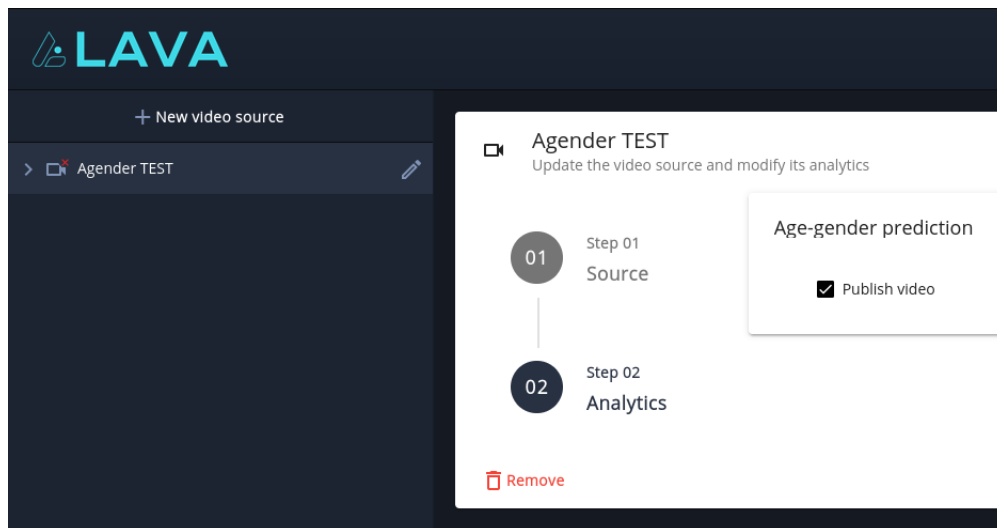 LAVA
+ New video source
Agender TEST
Agender TEST
Update the video source and modify its analytics
01
Step 01
Source
Age-gender prediction
Publish video
02
Step 02
Analytics
Remove